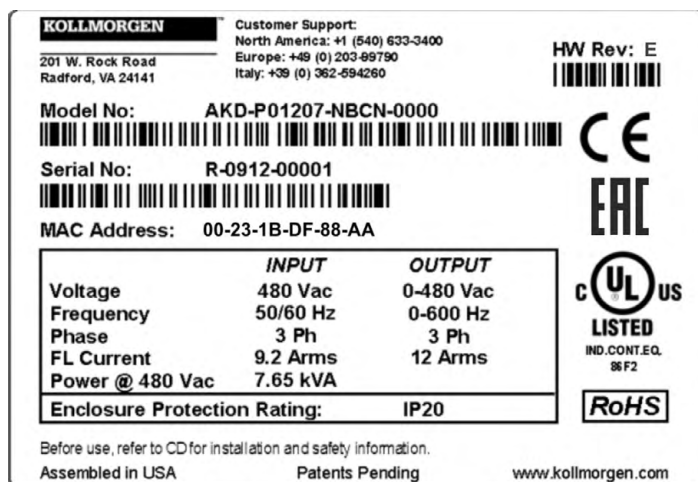 KOLLMORGEN
201 W. Rock Road
Radford, VA 24141
Customer Support:
North America: +1 (540) 633-3400
Europe: +49 (0) 203-99790
Italy: +39 (0) 362-594260
HW Rev: E
Model No: AKD-P01207-NBCN-0000
Serial No: R-0912-00001
MAC Address: 00-23-1B-DF-88-AA
CE
EAC
INPUT OUTPUT
Voltage 480 Vac 0-480 Vac
Frequency 50/60 Hz 0-600 Hz
Phase 3 Ph 3 Ph
FL Current 9.2 Arms 12 Arms
Power @ 480 Vac 7.65 kVA
Enclosure Protection Rating: IP20
C UL ® US
LISTED
IND.CONT.EQ.
86F2
RoHS
Before use, refer to CD for installation and safety information.
Assembled in USA Patents Pending www.kollmorgen.com